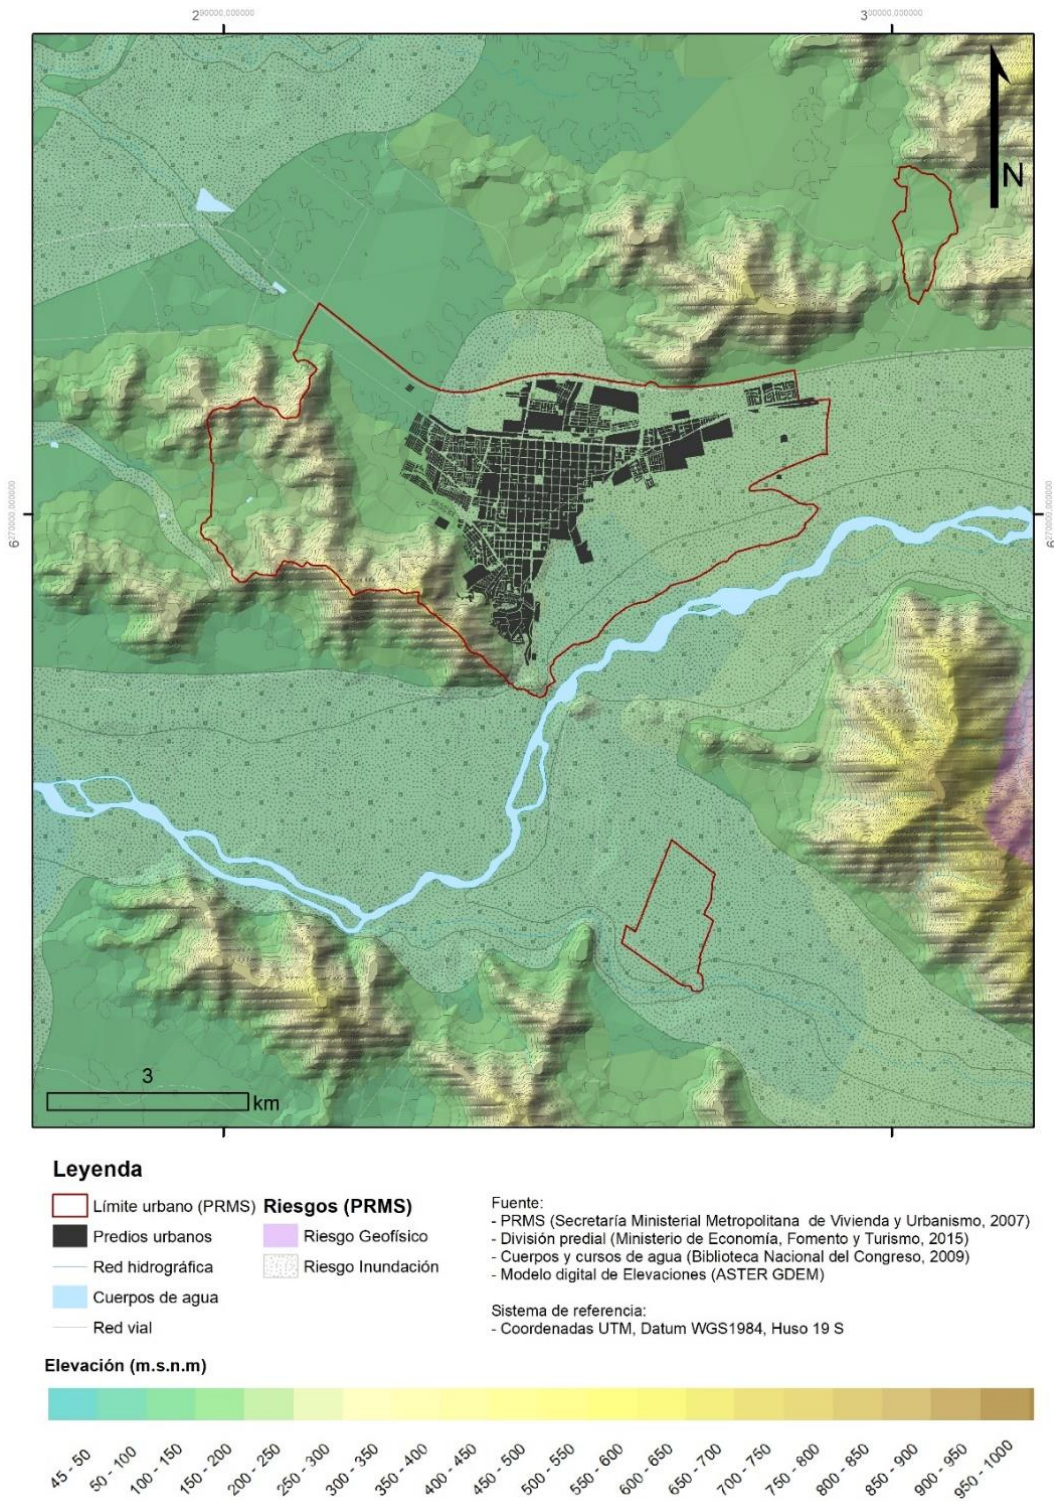 290000,000000
300000,000000
N
6270000,000000
6270000,000000
3
km
Leyenda
Límite urbano (PRMS)
Predios urbanos
Red hidrográfica
Cuerpos de agua
Red vial
Riesgos (PRMS)
Riesgo Geofísico
Riesgo Inundación
Fuente:
- PRMS (Secretaría Ministerial Metropolitana de Vivienda y Urbanismo, 2007)
- División predial (Ministerio de Economía, Fomento y Turismo, 2015)
- Cuerpos y cursos de agua (Biblioteca Nacional del Congreso, 2009)
- Modelo digital de Elevaciones (ASTER GDEM)
Sistema de referencia:
- Coordenadas UTM, Datum WGS1984, Huso 19 S
Elevación (m.s.n.m)
45 - 50
50 - 100
100 - 150
150 - 200
200 - 250
250 - 300
300 - 350
350 - 400
400 - 450
450 - 500
500 - 550
550 - 600
600 - 650
650 - 700
700 - 750
750 - 800
800 - 850
850 - 900
900 - 950
950 - 1000